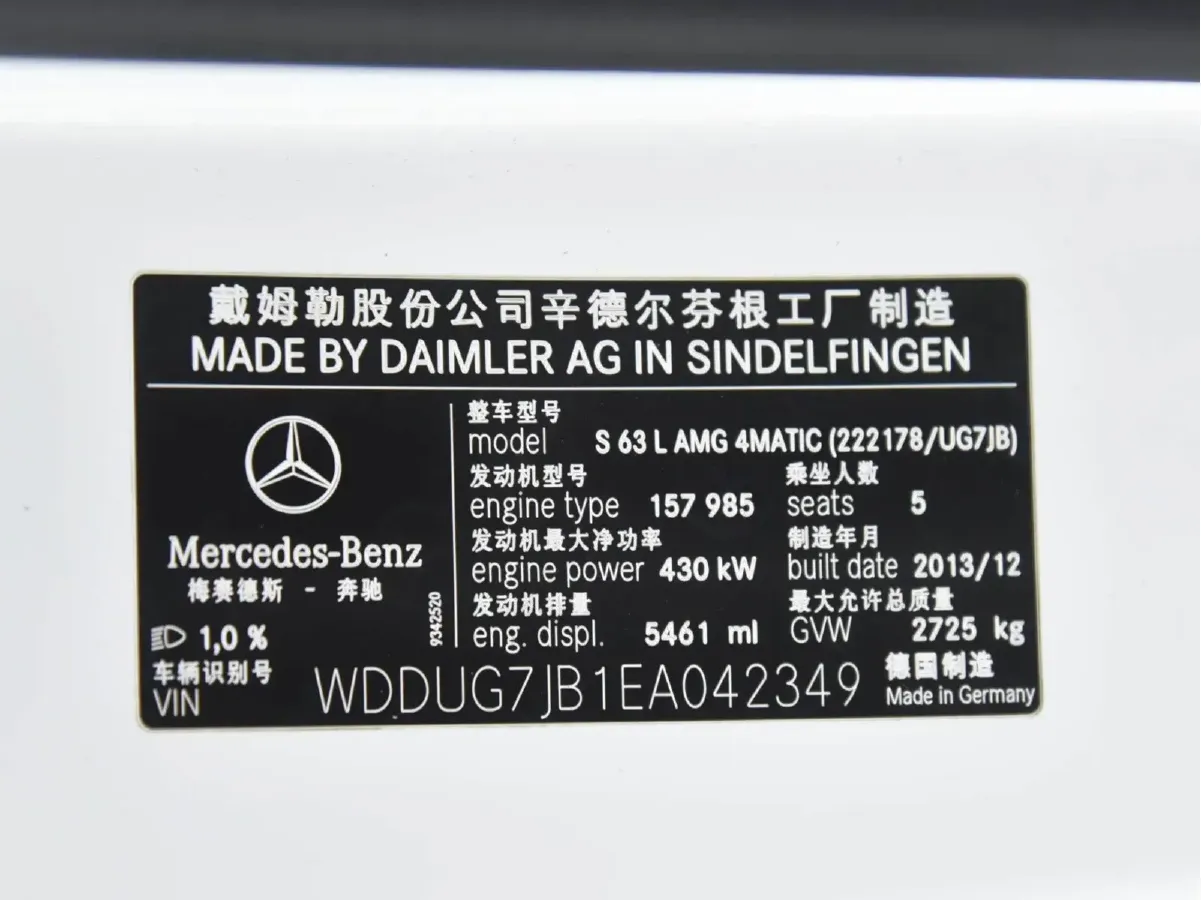 戴姆勒股份公司辛德尔芬根工厂制造
MADE BY DAIMLER AG IN SINDELFINGEN
整车型号
model S 63 L AMG 4MATIC (222178/UG7JB)
发动机型号 乘坐人数
engine type 157 985 seats 5
发动机最大净功率 制造年月
engine power 430 kW built date 2013/12
发动机排量 最大允许总质量
eng. displ. 5461 ml GVW 2725 kg
Mercedes-Benz
梅赛德斯 - 奔驰
9342520
1,0 %
车辆识别号
VIN WDDUG7JB1EA042349
德国制造
Made in Germany